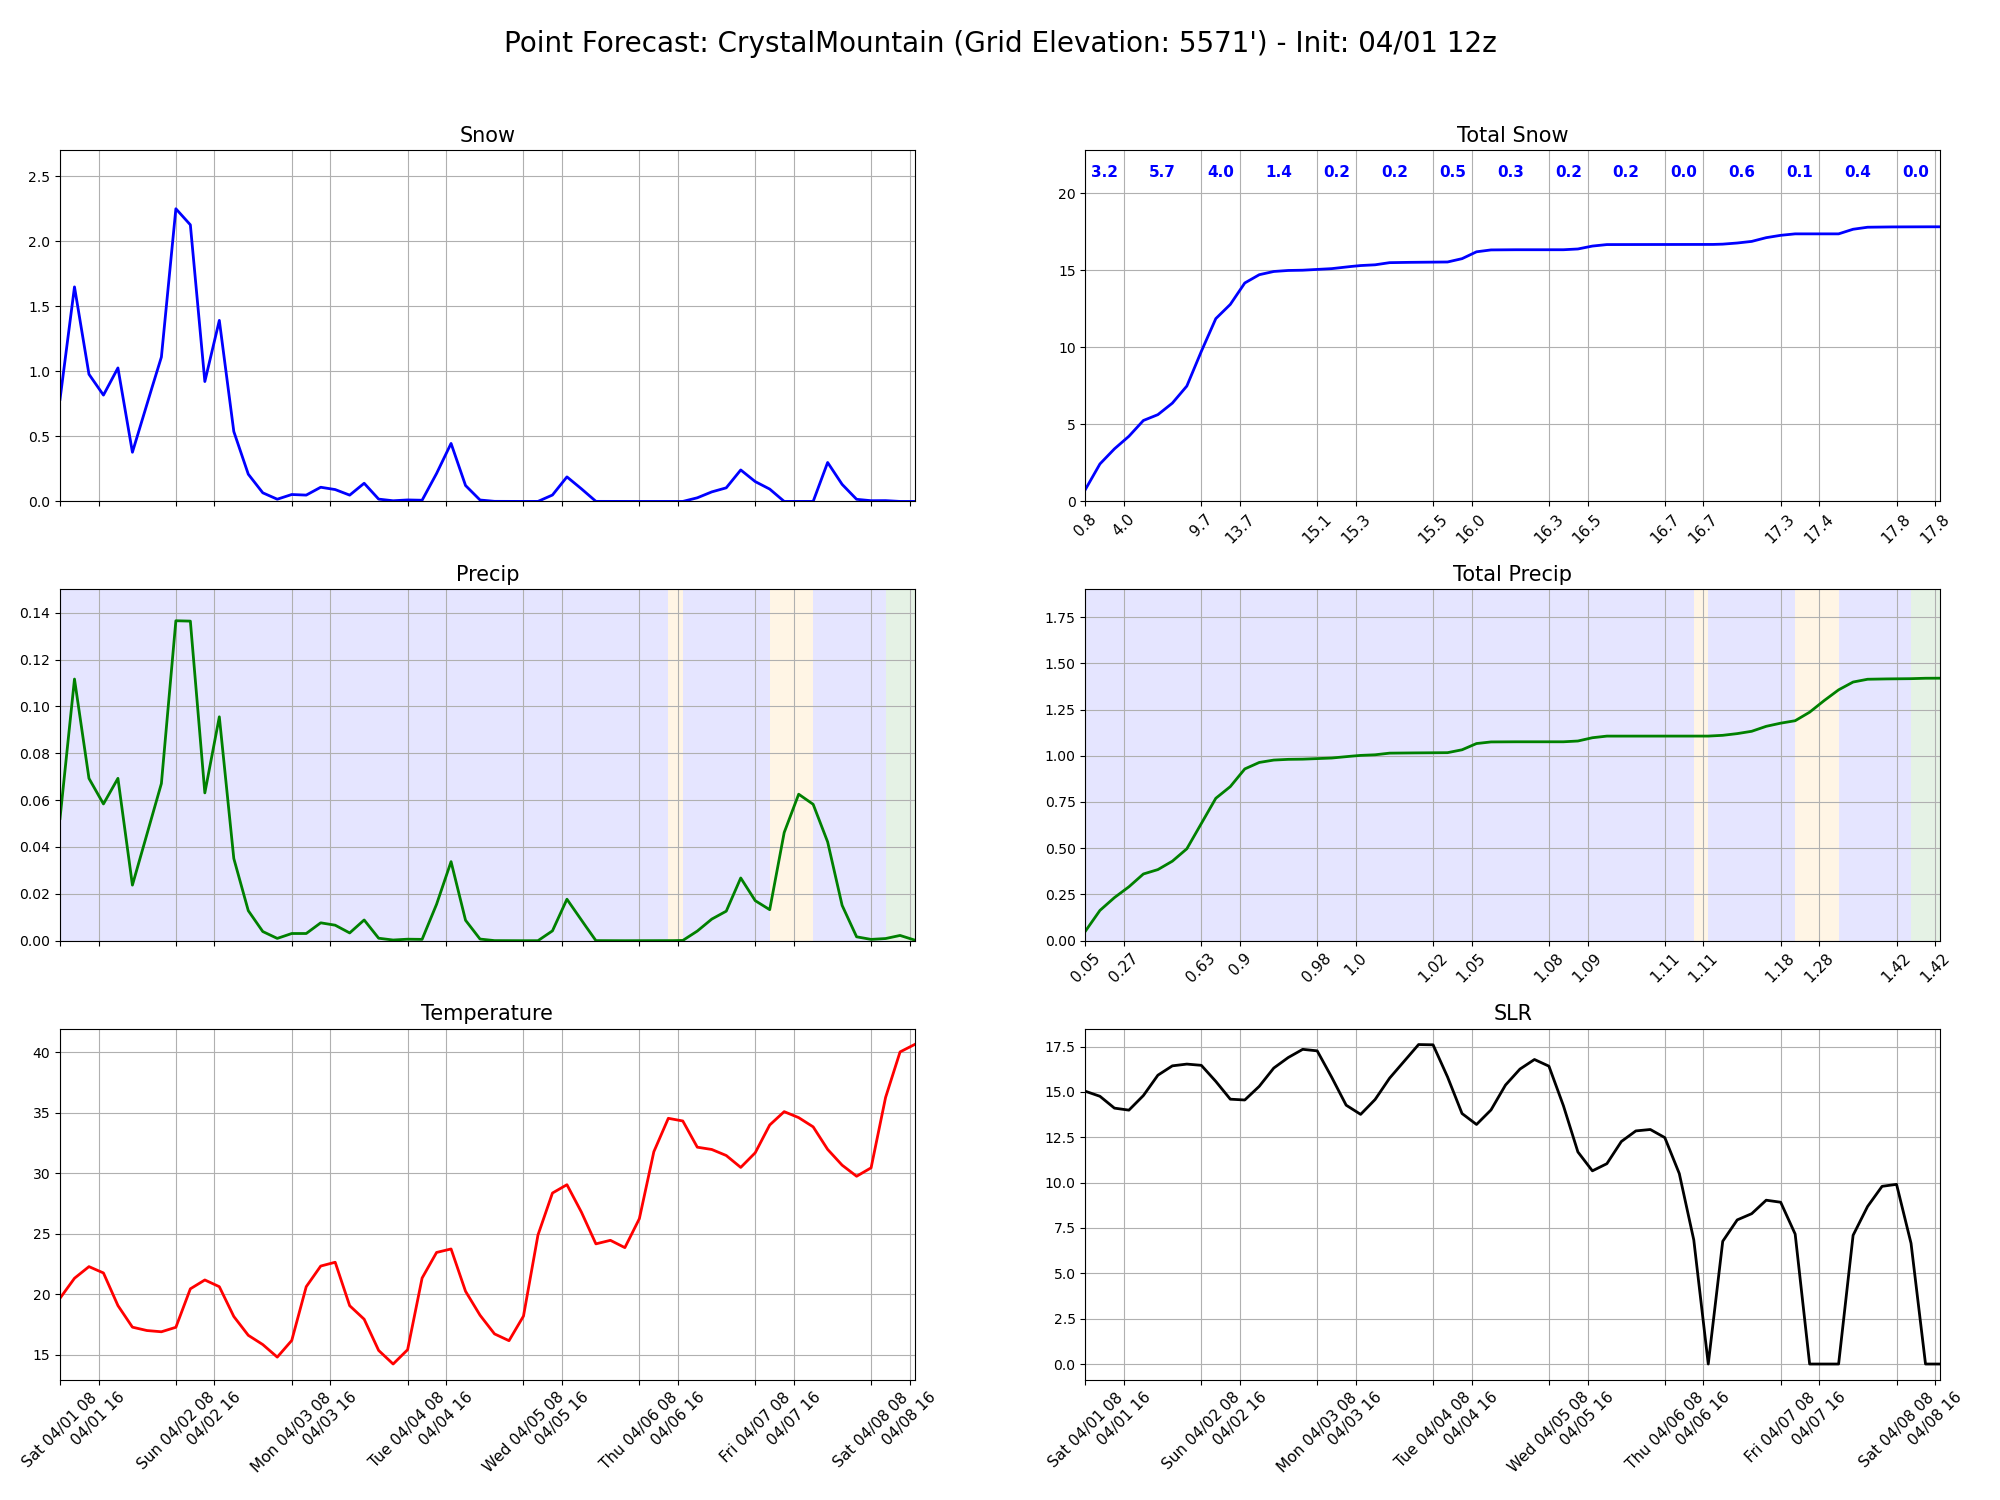 Point Forecast: CrystalMountain (Grid Elevation: 5571') - Init: 04/01 12z
Snow
2.5
2.0
1.5
1.0
0.5
0.0
Total Snow
3.2 5.7 4.0 1.4 0.2 0.2 0.5 0.3 0.2 0.2 0.0 0.6 0.1 0.4 0.0
20
15
10
5
0
0.8 4.0 9.7 13.7 15.1 15.3 15.5 16.0 16.3 16.5 16.7 16.7 17.3 17.4 17.8 17.8
Precip
0.14
0.12
0.10
0.08
0.06
0.04
0.02
0.00
Total Precip
1.75
1.50
1.25
1.00
0.75
0.50
0.25
0.00
0.05 0.27 0.63 0.9 0.98 1.0 1.02 1.05 1.08 1.09 1.11 1.11 1.18 1.28 1.42 1.42
Temperature
40
35
30
25
20
15
Sat 04/01 08
04/01 16
Sun 04/02 08
04/02 16
Mon 04/03 08
04/03 16
Tue 04/04 08
04/04 16
Wed 04/05 08
04/05 16
Thu 04/06 08
04/06 16
Fri 04/07 08
04/07 16
Sat 04/08 08
04/08 16
SLR
17.5
15.0
12.5
10.0
7.5
5.0
2.5
0.0
Sat 04/01 08
04/01 16
Sun 04/02 08
04/02 16
Mon 04/03 08
04/03 16
Tue 04/04 08
04/04 16
Wed 04/05 08
04/05 16
Thu 04/06 08
04/06 16
Fri 04/07 08
04/07 16
Sat 04/08 08
04/08 16